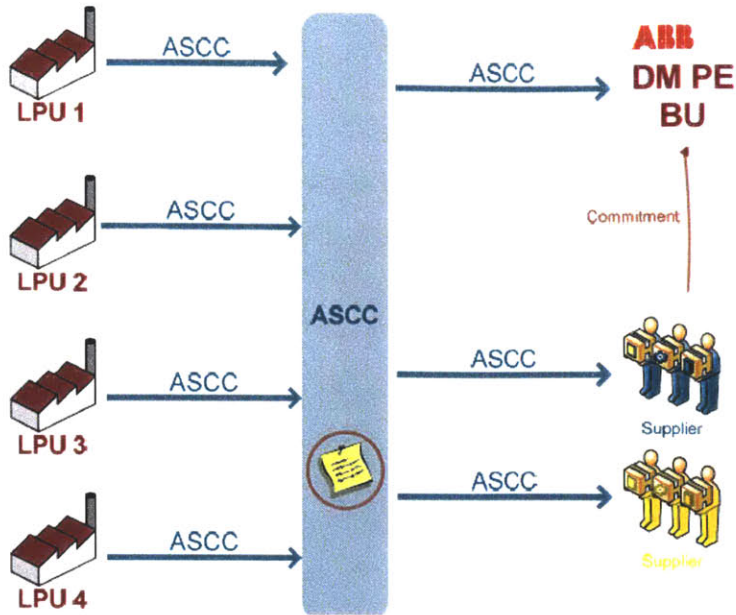 ASCC
LPU 1
ASCC
LPU 2
ASCC
LPU 3
ASCC
LPU 4
ASCC
ASCC
ABB
DM PE
BU
Commitment
ASCC
Supplier
ASCC
Supplier